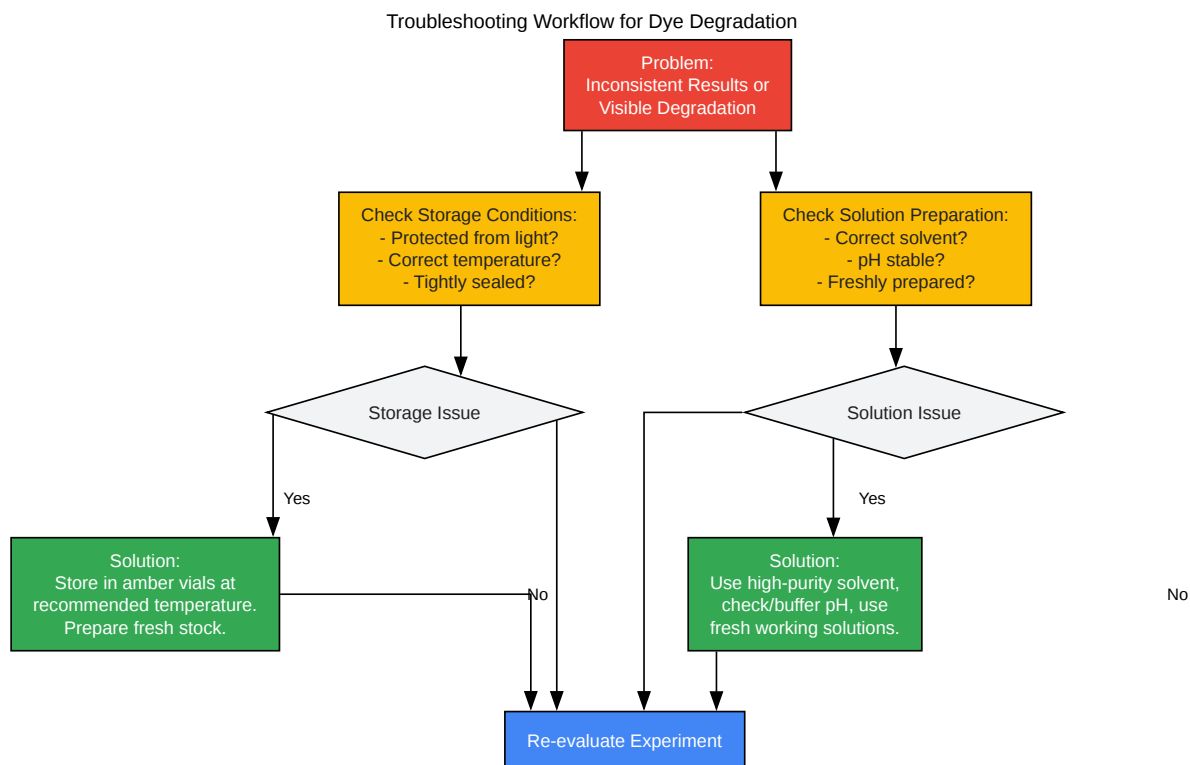 Troubleshooting Workflow for Dye Degradation
Problem:
Inconsistent Results or
Visible Degradation
Check Storage Conditions:
- Protected from light?
- Correct temperature?
- Tightly sealed?
Check Solution Preparation:
- Correct solvent?
- pH stable?
- Freshly prepared?
Storage Issue
Solution Issue
Yes
Yes
Solution:
Store in amber vials at
recommended temperature.
Prepare fresh stock.
No
Solution:
Use high-purity solvent,
check/buffer pH, use
fresh working solutions.
No
Re-evaluate Experiment